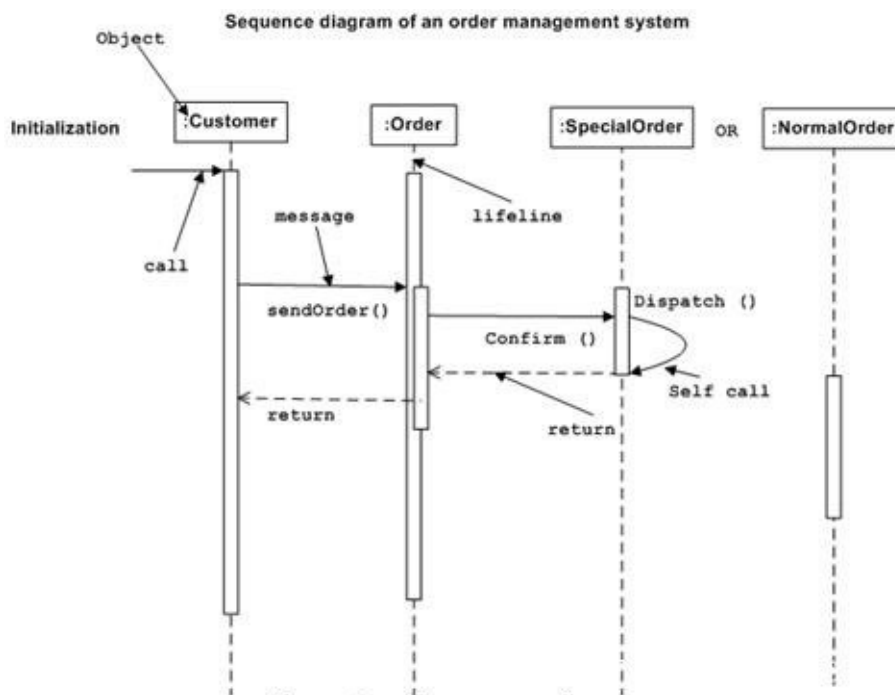 Sequence diagram of an order management system
Object
Initialization
:Customer
:Order
:SpecialOrder
OR
:NormalOrder
message
lifeline
call
sendOrder()
Dispatch ()
Confirm ()
Self call
return
return